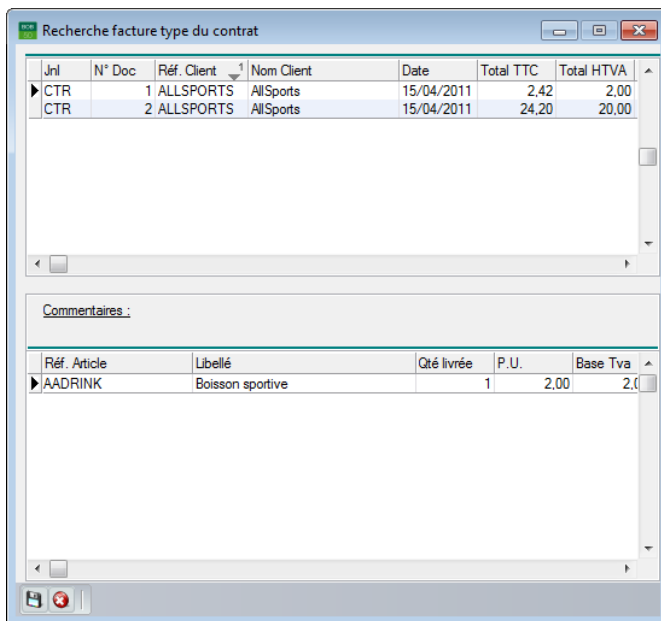 Recherche facture type du contrat
Jnl N° Doc Réf. Client 1 Nom Client Date Total TTC Total HTVA
CTR 1 ALLSPORTS AllSports 15/04/2011 2,42 2,00
CTR 2 ALLSPORTS AllSports 15/04/2011 24,20 20,00
Commentaires :
Réf. Article Libellé Qté livrée P.U. Base Tva
AADRINK Boisson sportive 1 2,00 2,0